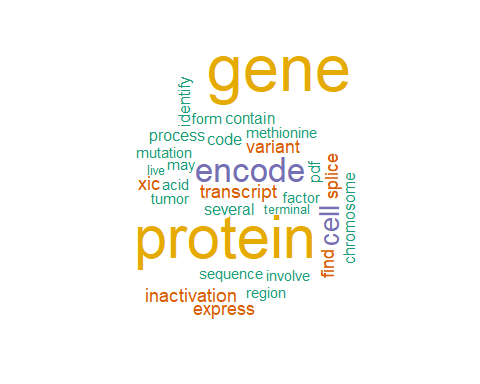 gene
identify
form contain
process code methionine
variant
mutation
may
live
encode
pdf
splice
xic acid
transcript
chromosome
tumor
factor
several terminal
cell
protein
find
sequence involve
inactivation region
express